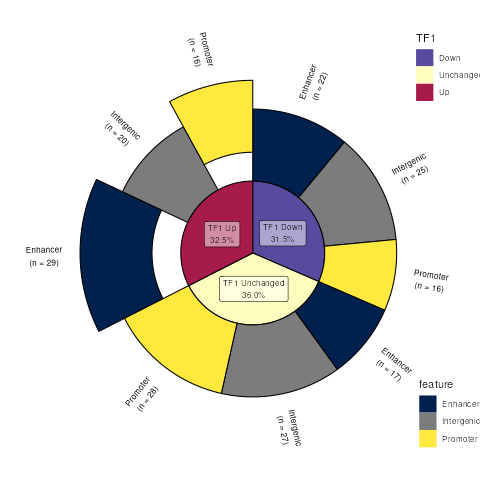 TF1
Down
Unchanged
Up
Promoter
(n = 16)
Enhancer
(n = 22)
Intergenic
(n = 20)
Intergenic
(n = 25)
TF1 Up
32.5%
TF1 Down
31.5%
Enhancer
(n = 29)
Promoter
(n = 16)
TF1 Unchanged
36.0%
Enhancer
(n = 17)
Promoter
(n = 28)
Intergenic
(n = 27)
feature
Enhancer
Intergenic
Promoter